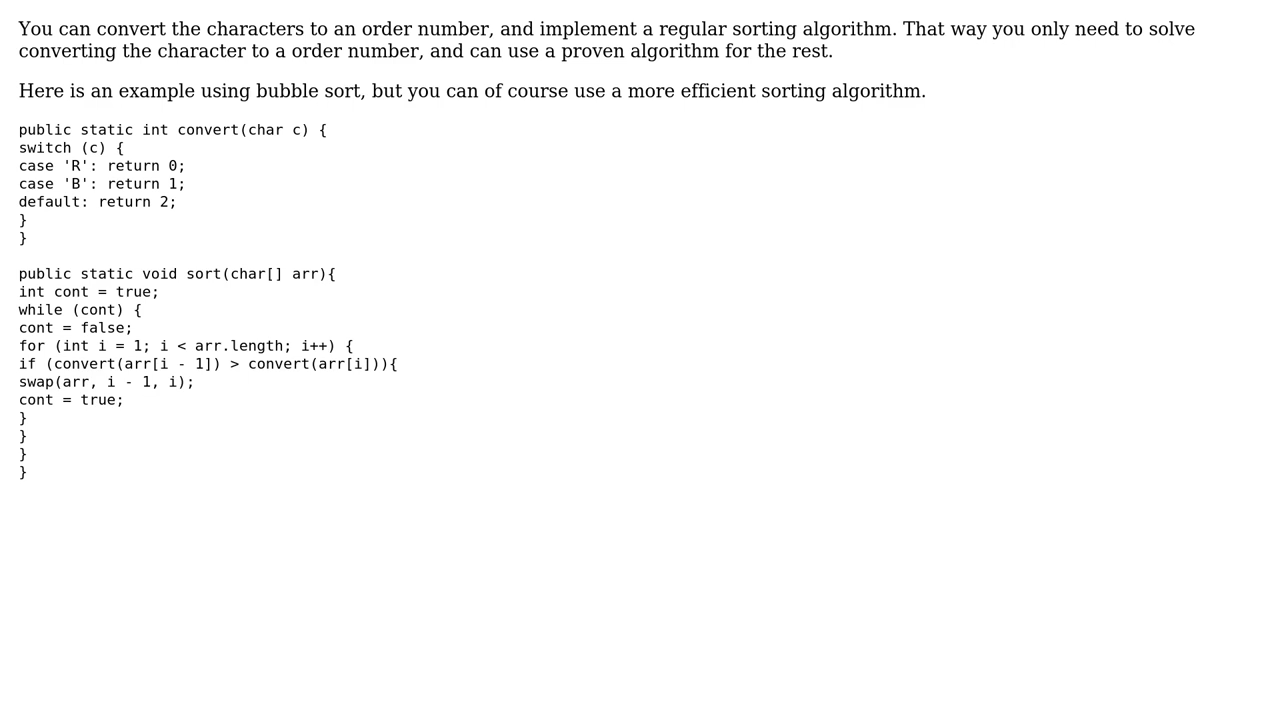 You can convert the characters to an order number, and implement a regular sorting algorithm. That way you only need to solve
converting the character to a order number, and can use a proven algorithm for the rest.
Here is an example using bubble sort, but you can of course use a more efficient sorting algorithm.
public static int convert(char c) {
switch (c) {
case 'R': return 0;
case 'B': return 1;
default: return 2;
}
}
public static void sort(char[] arr){
int cont = true;
while (cont) {
cont = false;
for (int i = 1; i < arr.length; i++) {
if (convert(arr[i - 1]) > convert(arr[i])){
swap(arr, i - 1, i);
cont = true;
}
}
}
}